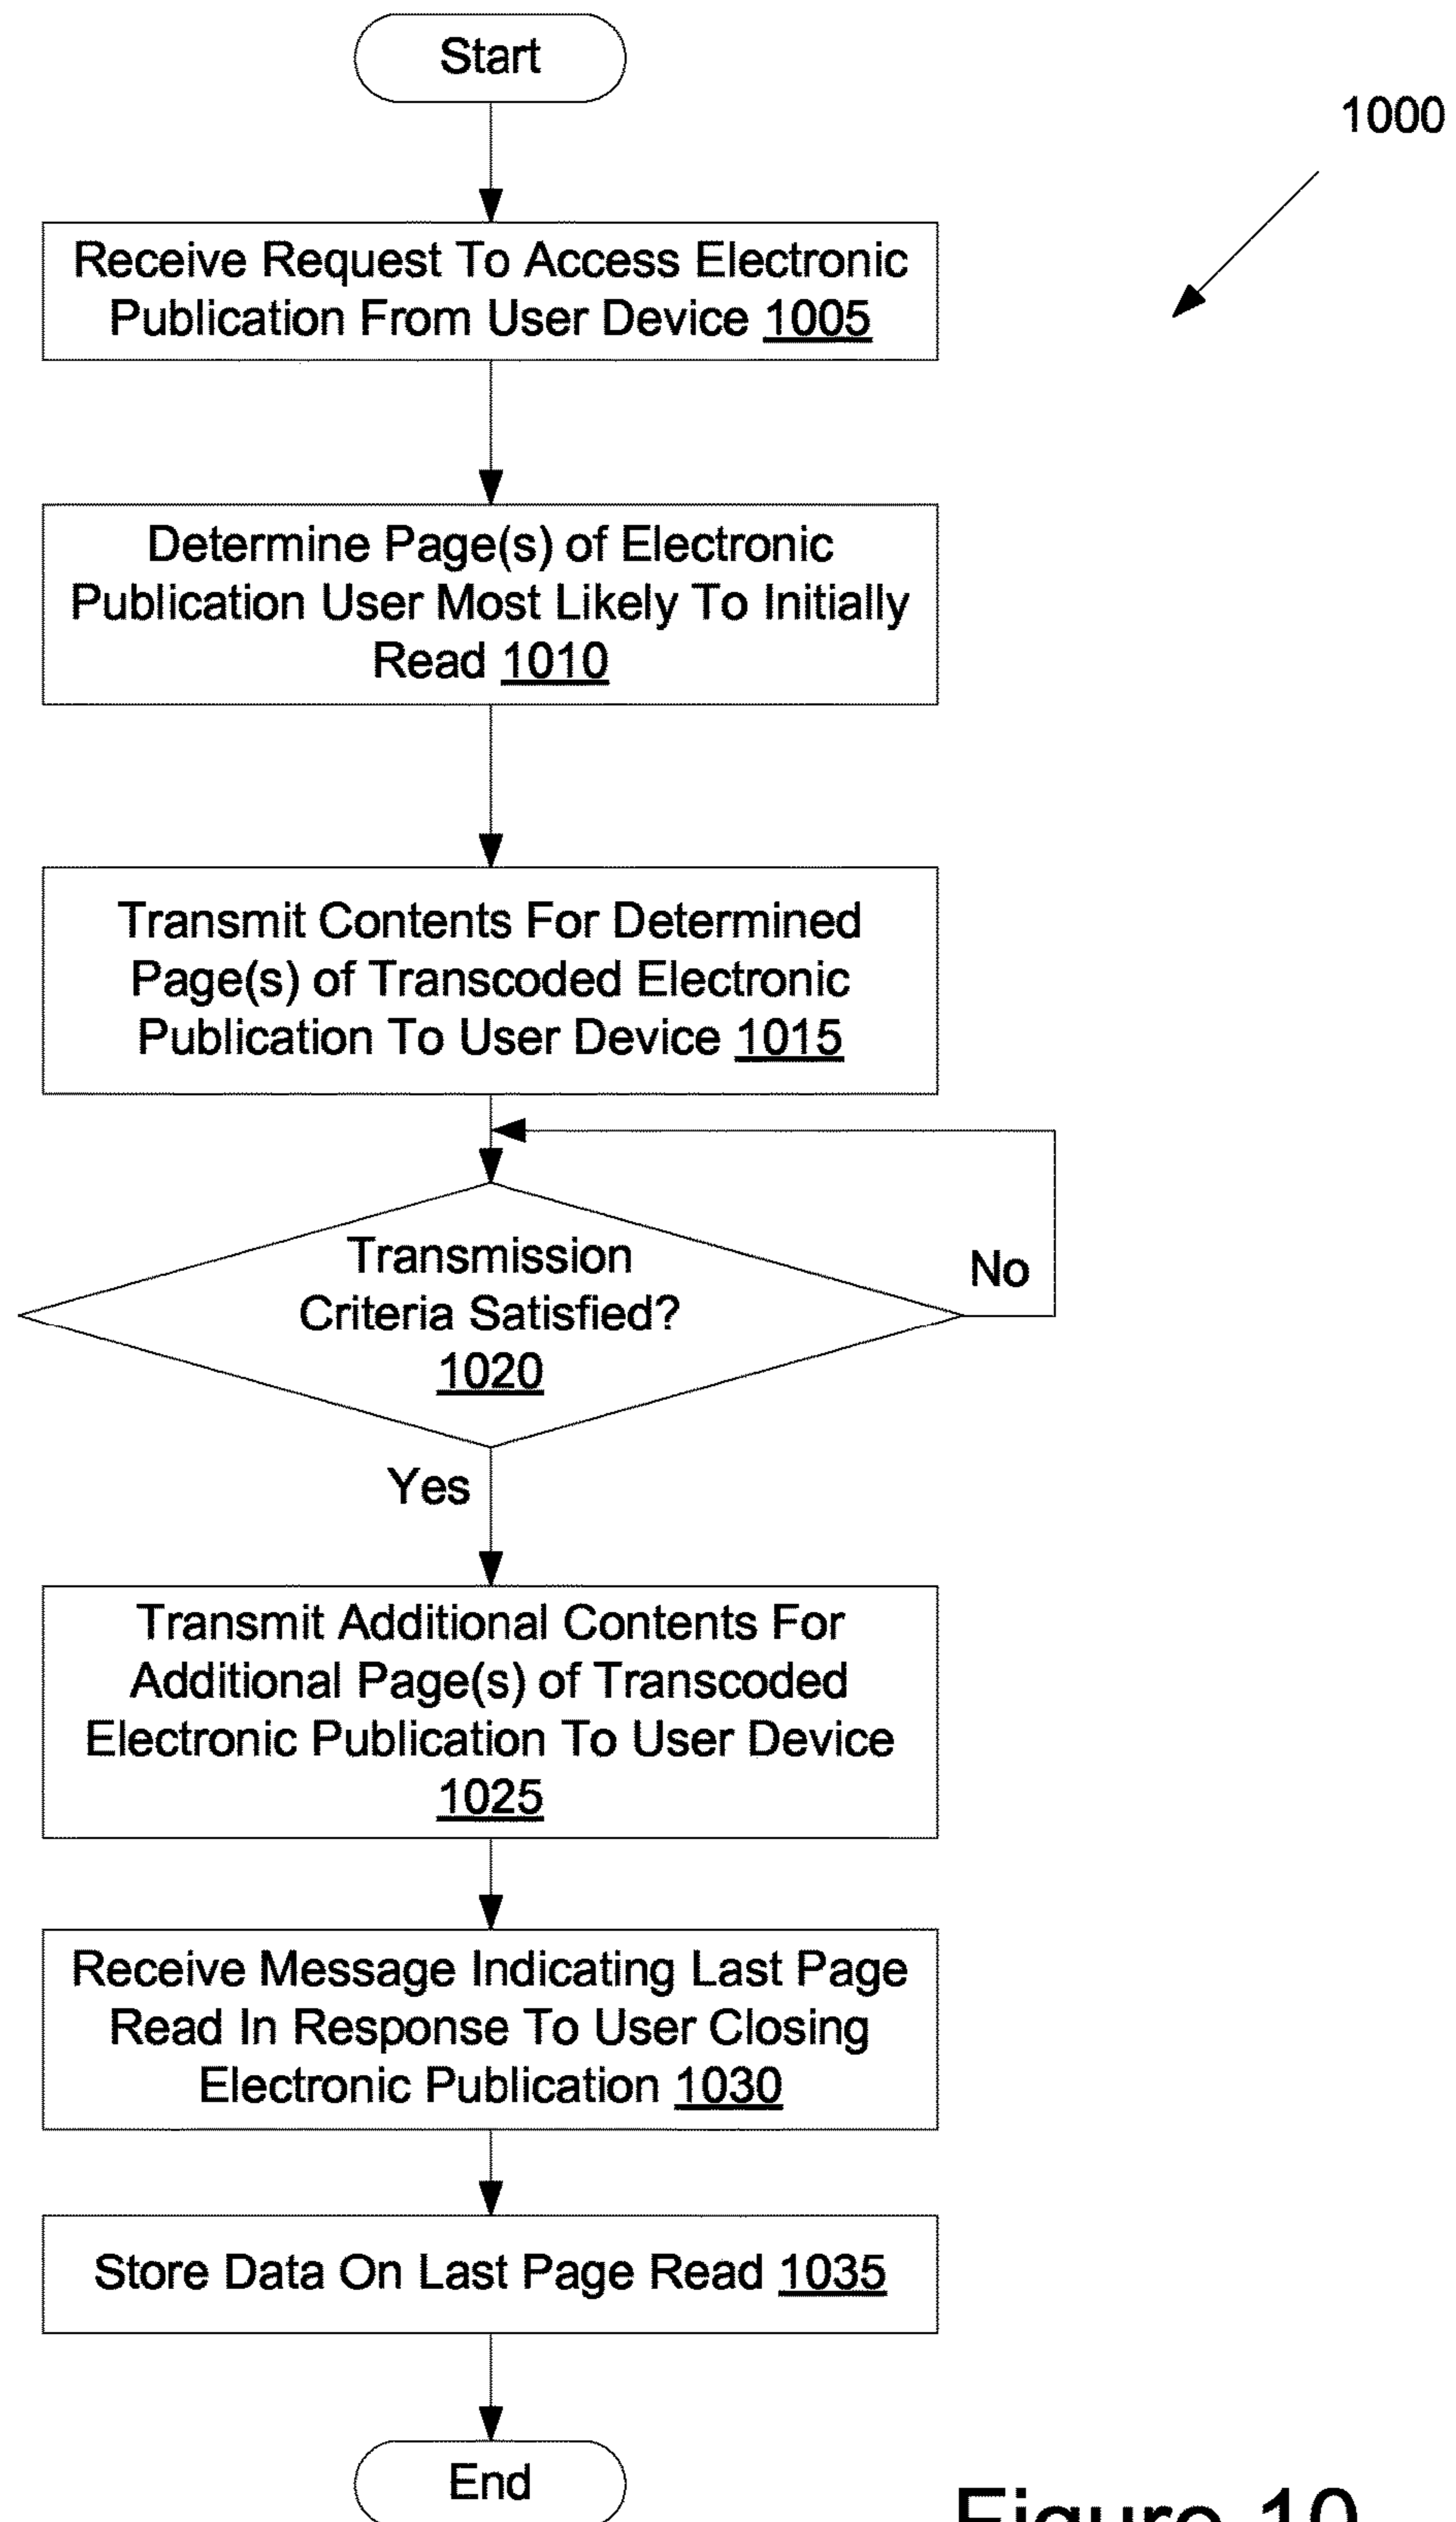 Start
1000
Receive Request To Access Electronic
Publication From User Device 1005
Determine Page(s) of Electronic
Publication User Most Likely To Initially
Read 1010
Transmit Contents For Determined
Page(s) of Transcoded Electronic
Publication To User Device 1015
Transmission
Criteria Satisfied?
1020
No
Yes
Transmit Additional Contents For
Additional Page(s) of Transcoded
Electronic Publication To User Device
1025
Receive Message Indicating Last Page
Read In Response To User Closing
Electronic Publication 1030
Store Data On Last Page Read 1035
End
Figure 10